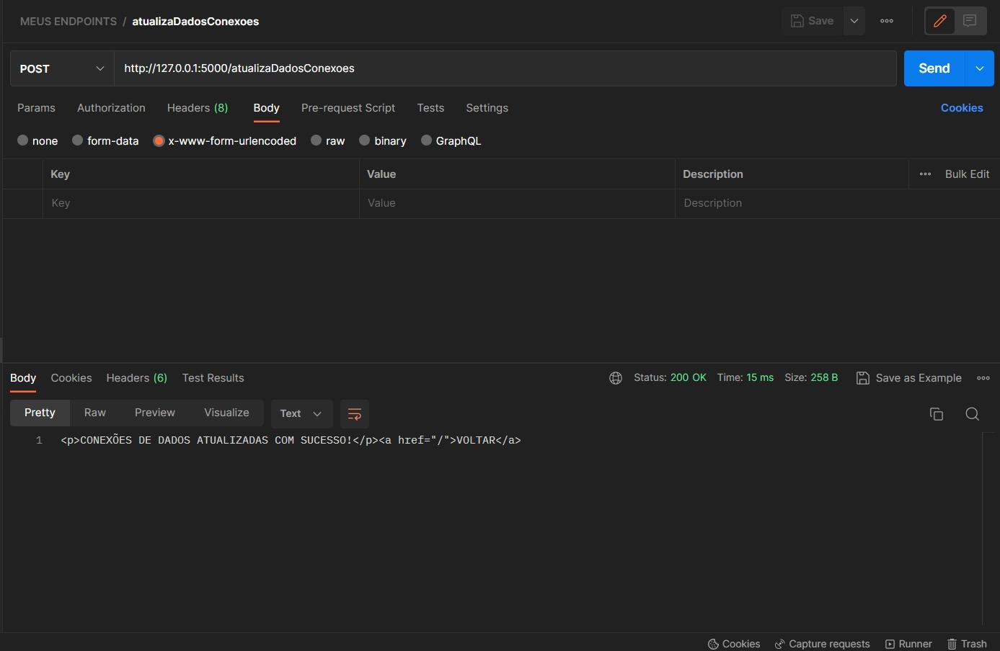 MEUS ENDPOINTS / atualizaDadosConexoes
Save
POST
http://127.0.0.1:5000/atualizaDadosConexoes
Send
Params Authorization Headers (8) Body Pre-request Script Tests Settings Cookies
none form-data x-www-form-urlencoded raw binary GraphQL
Key Value Description Bulk Edit
Key Value Description
Body Cookies Headers (6) Test Results Status: 200 OK Time: 15 ms Size: 258 B Save as Example
Pretty Raw Preview Visualize Text
1 <p>CONEXÕES DE DADOS ATUALIZADAS COM SUCESSO!</p><a href="/">VOLTAR</a>
Cookies Capture requests Runner Trash